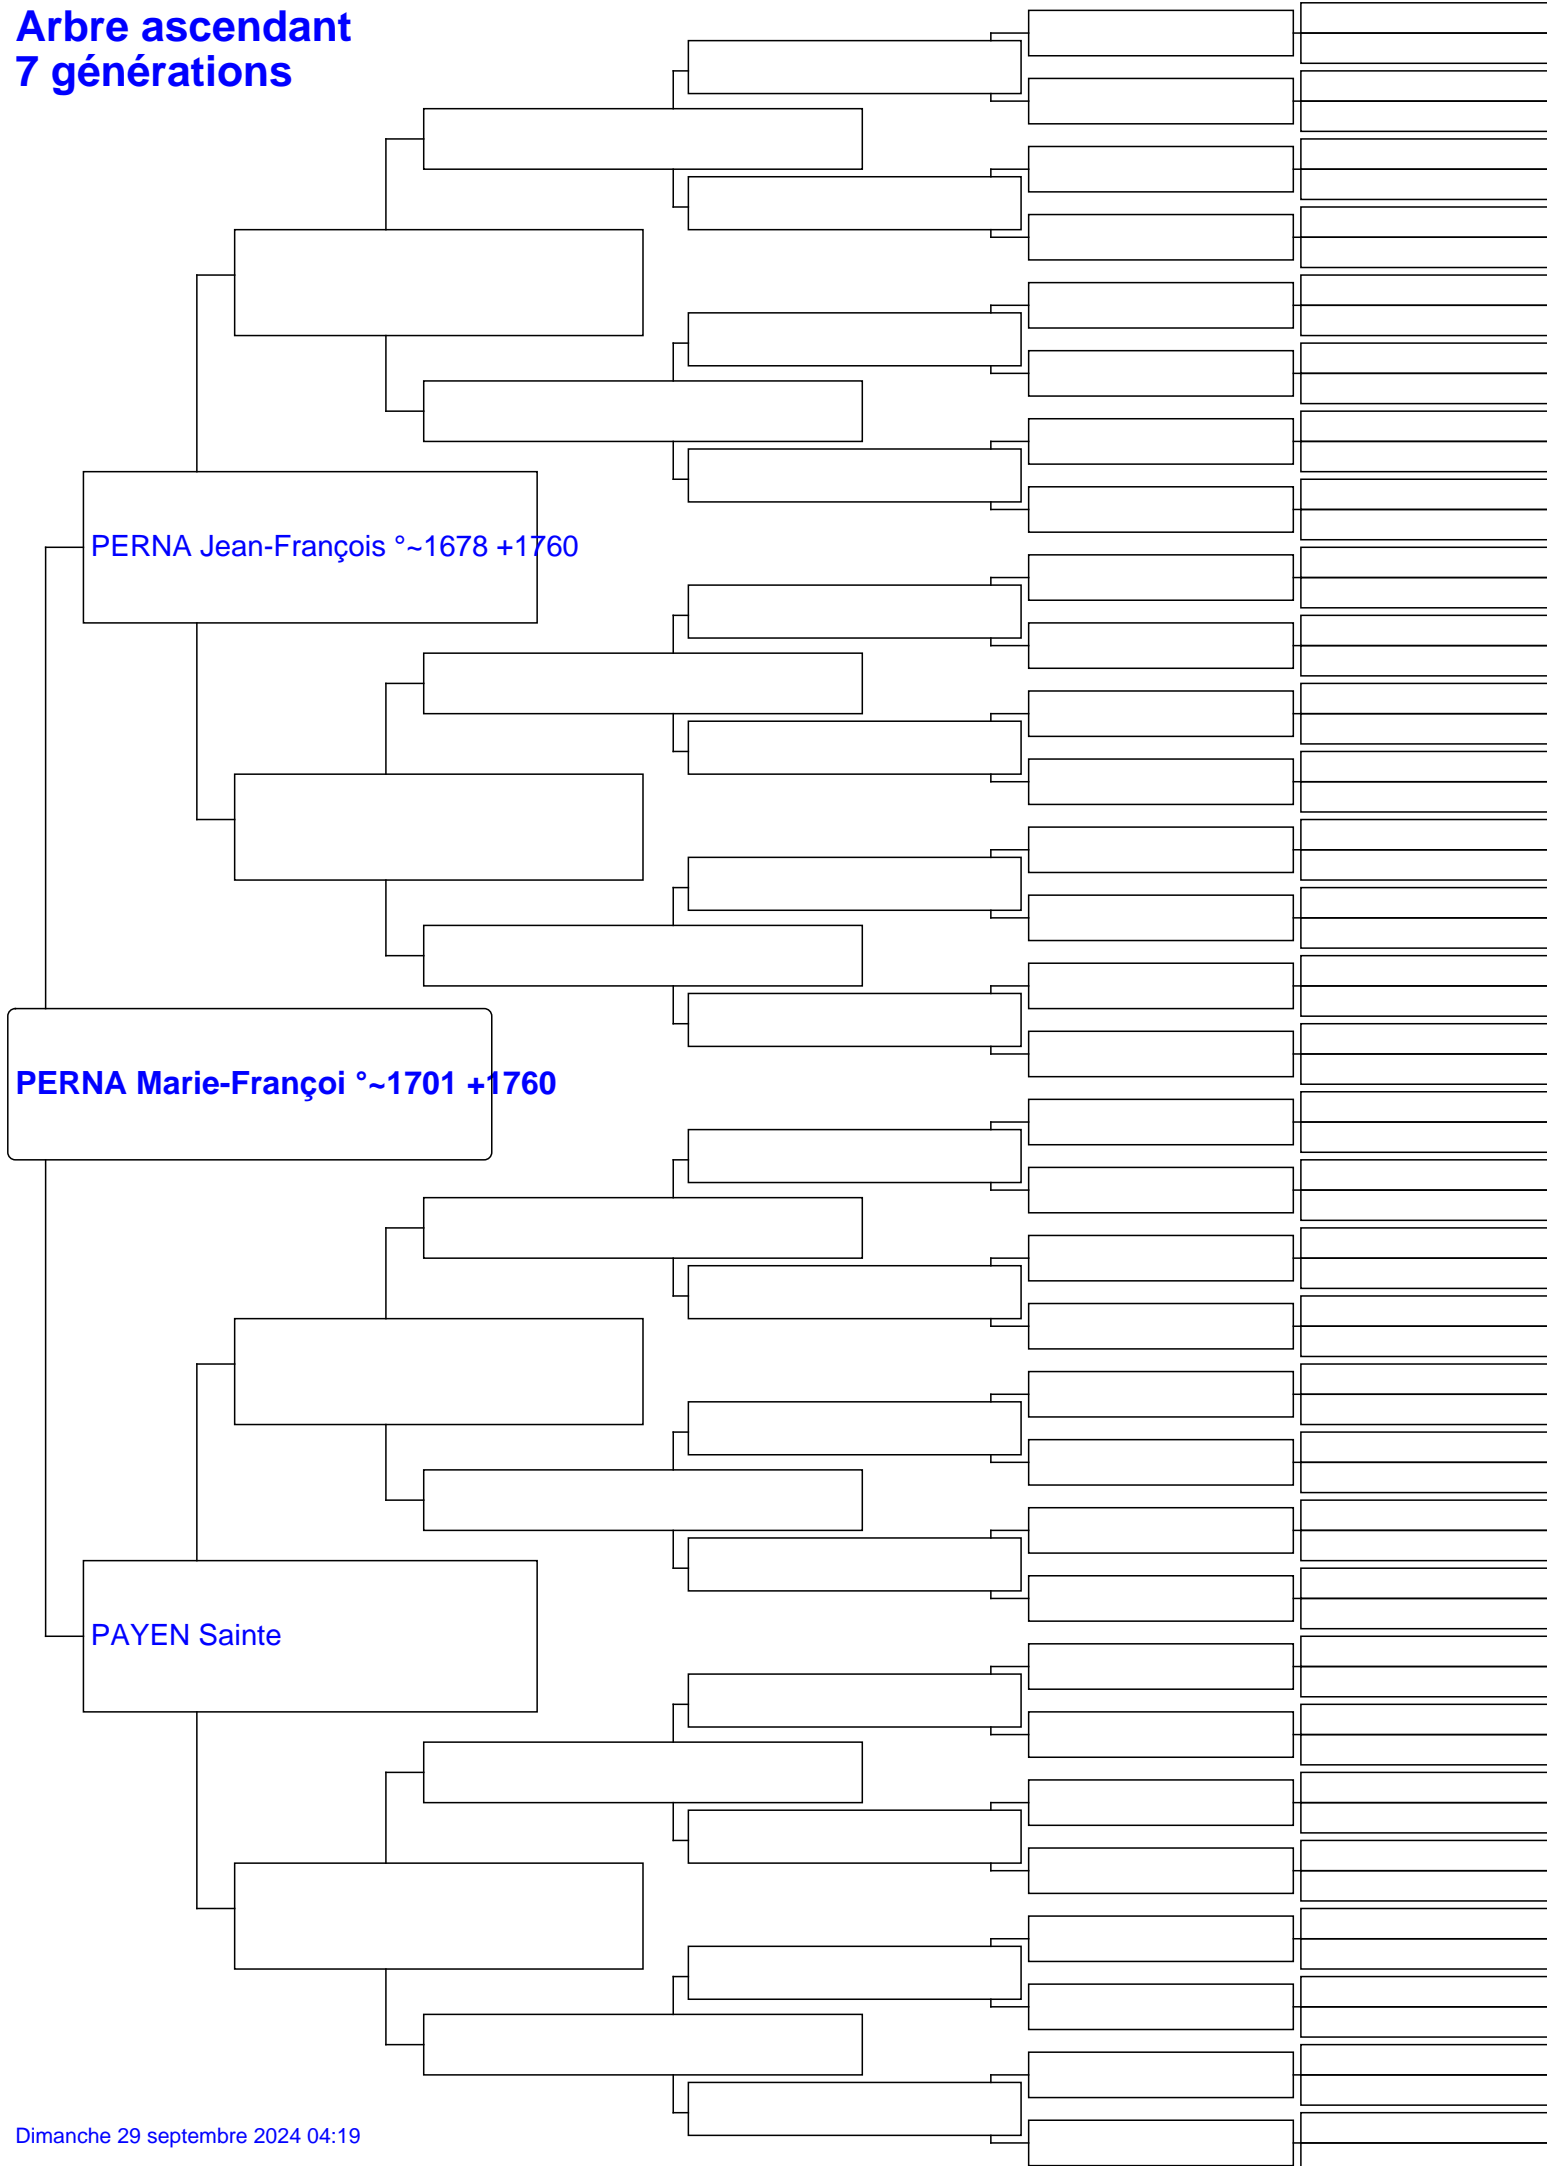 Arbre ascendant
7 générations
PERNA Jean-François °~1678 +1760
PERNA Marie-Françoi °~1701 +1760
PAYEN Sainte
Dimanche 29 septembre 2024 04:19